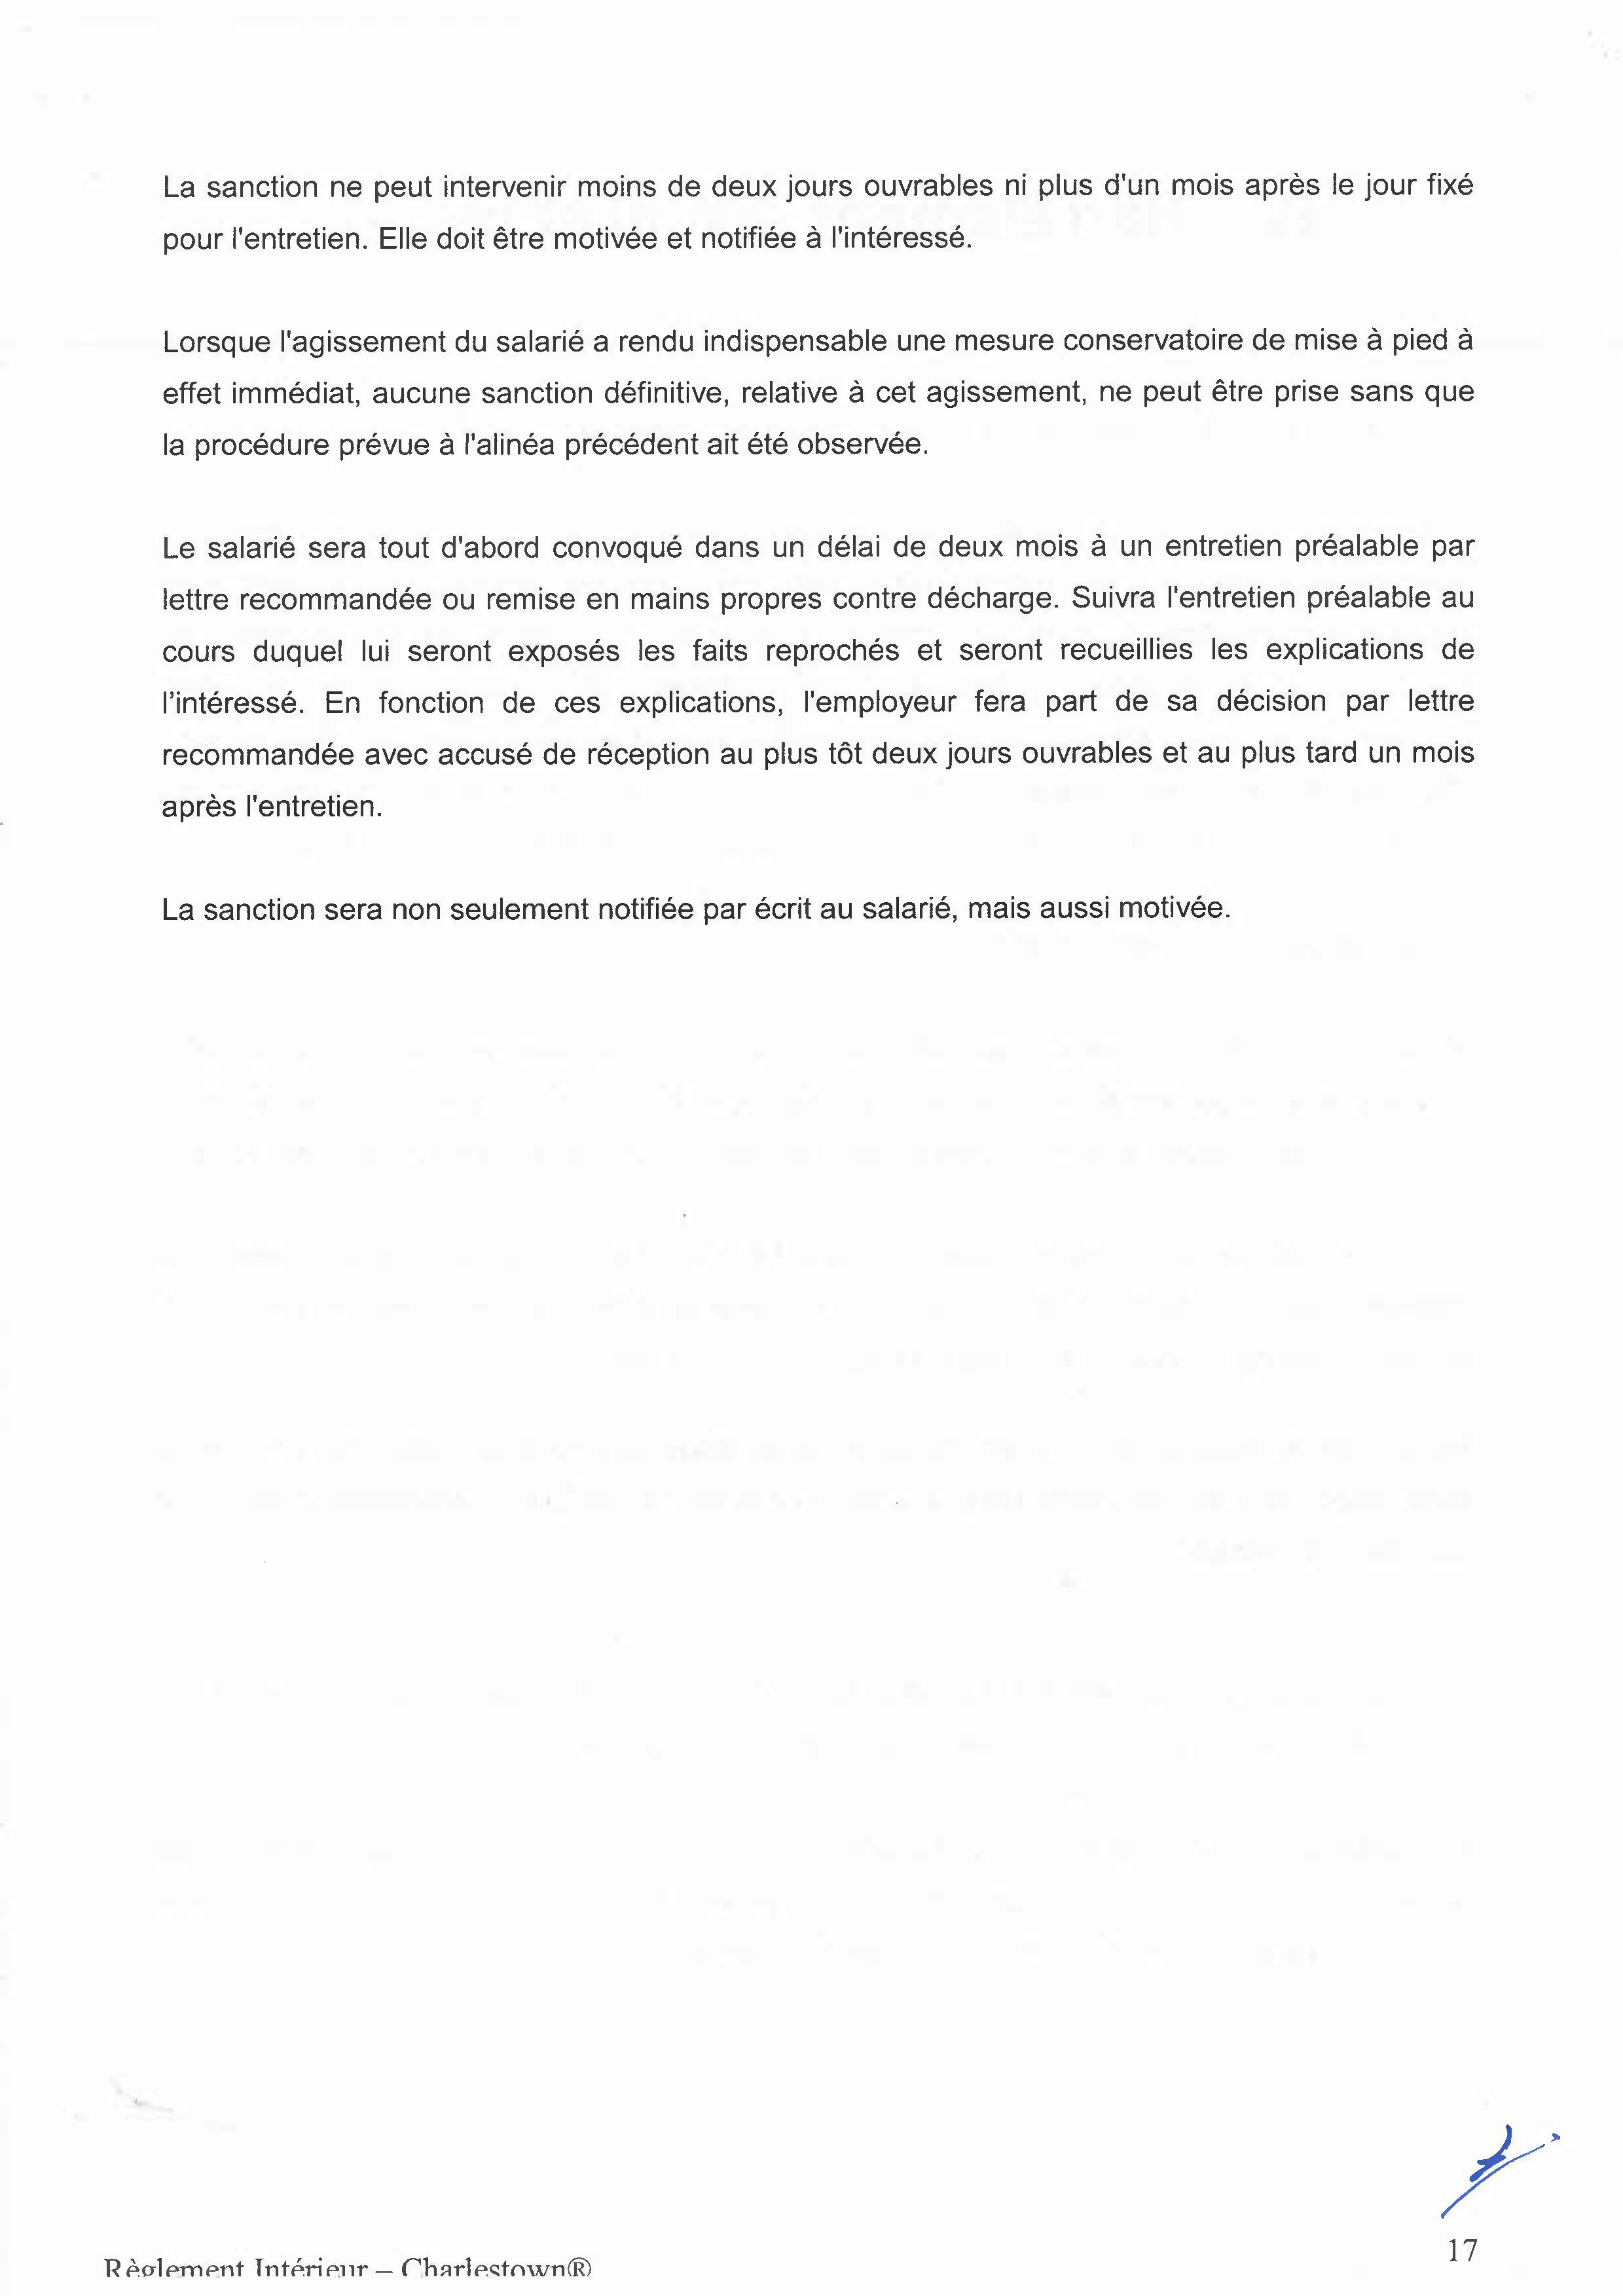 La sanction ne peut intervenir moins de deux jours ouvrables ni plus d'un mois après le jour fixé
pour l'entretien. Elle doit être motivée et notifiée à l'intéressé.
Lorsque l'agissement du salarié a rendu indispensable une mesure conservatoire de mise à pied à
effet immédiat, aucune sanction définitive, relative à cet agissement, ne peut être prise sans que
la procédure prévue à l'alinéa précédent ait été observée.
Le salarié sera tout d'abord convoqué dans un délai de deux mois à un entretien préalable par
lettre recommandée ou remise en mains propres contre décharge. Suivra l'entretien préalable au
cours duquel lui seront exposés les faits reprochés et seront recueillies les explications de
l’intéressé. En fonction de ces explications, l'employeur fera part de sa décision par lettre
recommandée avec accusé de réception au plus tôt deux jours ouvrables et au plus tard un mois
après l'entretien.
La sanction sera non seulement notifiée par écrit au salarié, mais aussi motivée.
17
Règlement Intérieur – Charlestown®